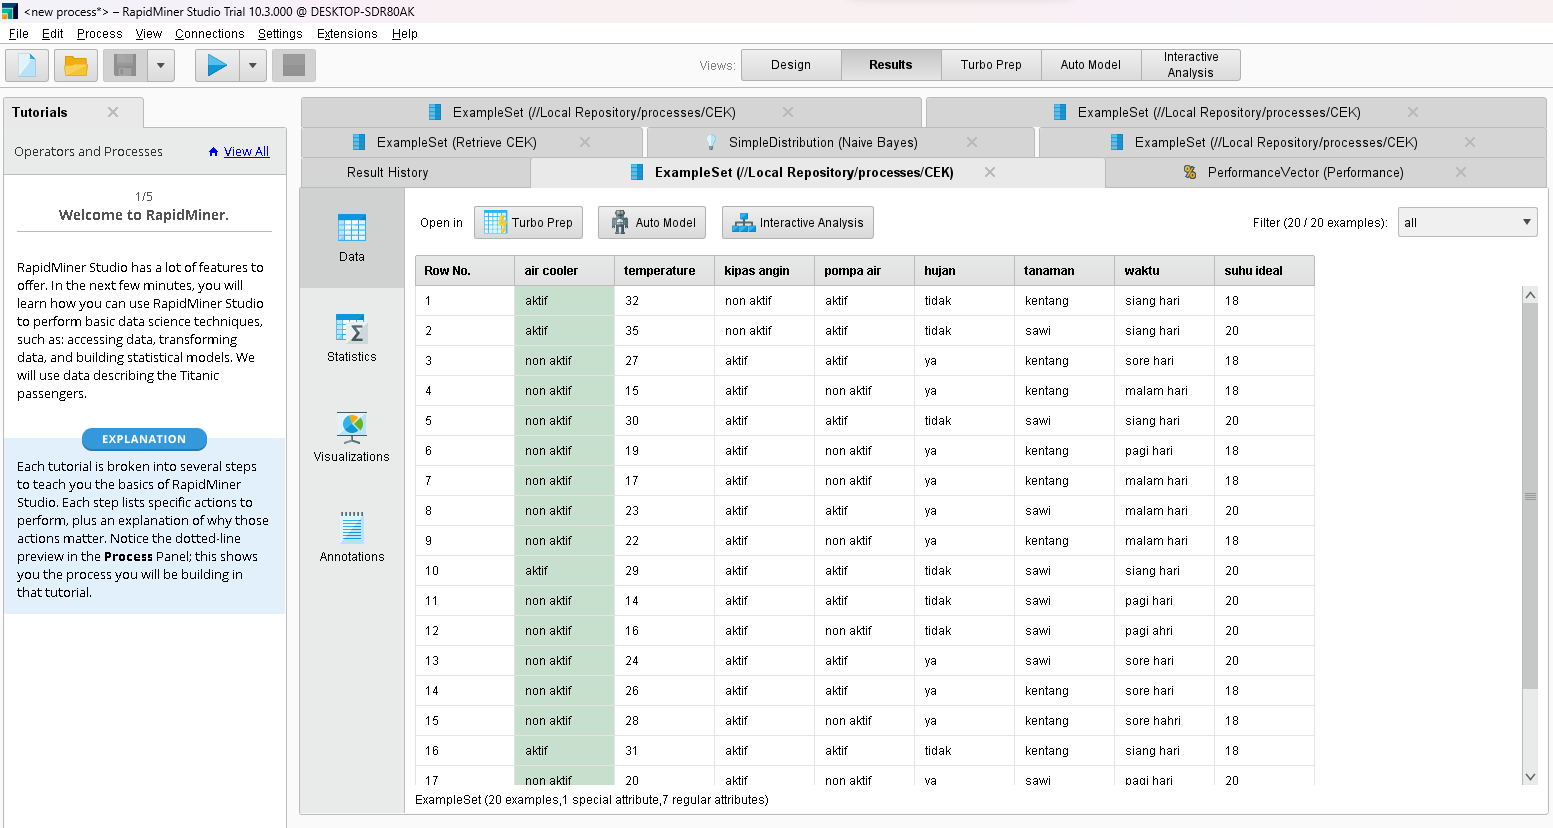 <new process*> – RapidMiner Studio Trial 10.3.000 @ DESKTOP-SDR80AK
File Edit Process View Connections Settings Extensions Help
Views: Design Results Turbo Prep Auto Model Interactive Analysis
Tutorials
Operators and Processes View All
1/5
Welcome to RapidMiner.
RapidMiner Studio has a lot of features to
offer. In the next few minutes, you will
learn how you can use RapidMiner Studio
to perform basic data science techniques,
such as: accessing data, transforming
data, and building statistical models. We
will use data describing the Titanic
passengers.
EXPLANATION
Each tutorial is broken into several steps
to teach you the basics of RapidMiner
Studio. Each step lists specific actions to
perform, plus an explanation of why those
actions matter. Notice the dotted-line
preview in the Process Panel; this shows
you the process you will be building in
that tutorial.
ExampleSet (//Local Repository/processes/CEK) ExampleSet (//Local Repository/processes/CEK)
ExampleSet (Retrieve CEK) SimpleDistribution (Naive Bayes) ExampleSet (//Local Repository/processes/CEK)
Result History ExampleSet (//Local Repository/processes/CEK) PerformanceVector (Performance)
Data
Statistics
Visualizations
Annotations
Open in Turbo Prep Auto Model Interactive Analysis Filter (20 / 20 examples): all
Row No. air cooler temperature kipas angin pompa air hujan tanaman waktu suhu ideal
1 aktif 32 non aktif aktif tidak kentang siang hari 18
2 aktif 35 non aktif aktif tidak sawi siang hari 20
3 non aktif 27 aktif aktif ya kentang sore hari 18
4 non aktif 15 aktif non aktif ya kentang malam hari 18
5 non aktif 30 aktif aktif tidak sawi siang hari 20
6 non aktif 19 aktif non aktif ya kentang pagi hari 18
7 non aktif 17 aktif non aktif ya kentang malam hari 18
8 non aktif 23 aktif aktif ya sawi malam hari 20
9 non aktif 22 aktif non aktif ya kentang malam hari 18
10 aktif 29 aktif aktif tidak sawi siang hari 20
11 non aktif 14 aktif aktif tidak sawi pagi hari 20
12 non aktif 16 aktif non aktif tidak sawi pagi ahri 20
13 non aktif 24 aktif aktif ya sawi sore hari 20
14 non aktif 26 aktif aktif ya kentang sore hari 18
15 non aktif 28 aktif non aktif ya kentang sore hahri 18
16 aktif 31 aktif aktif tidak kentang siang hari 18
17 non aktif 20 aktif non aktif ya sawi pagi hari 20
ExampleSet (20 examples,1 special attribute,7 regular attributes)